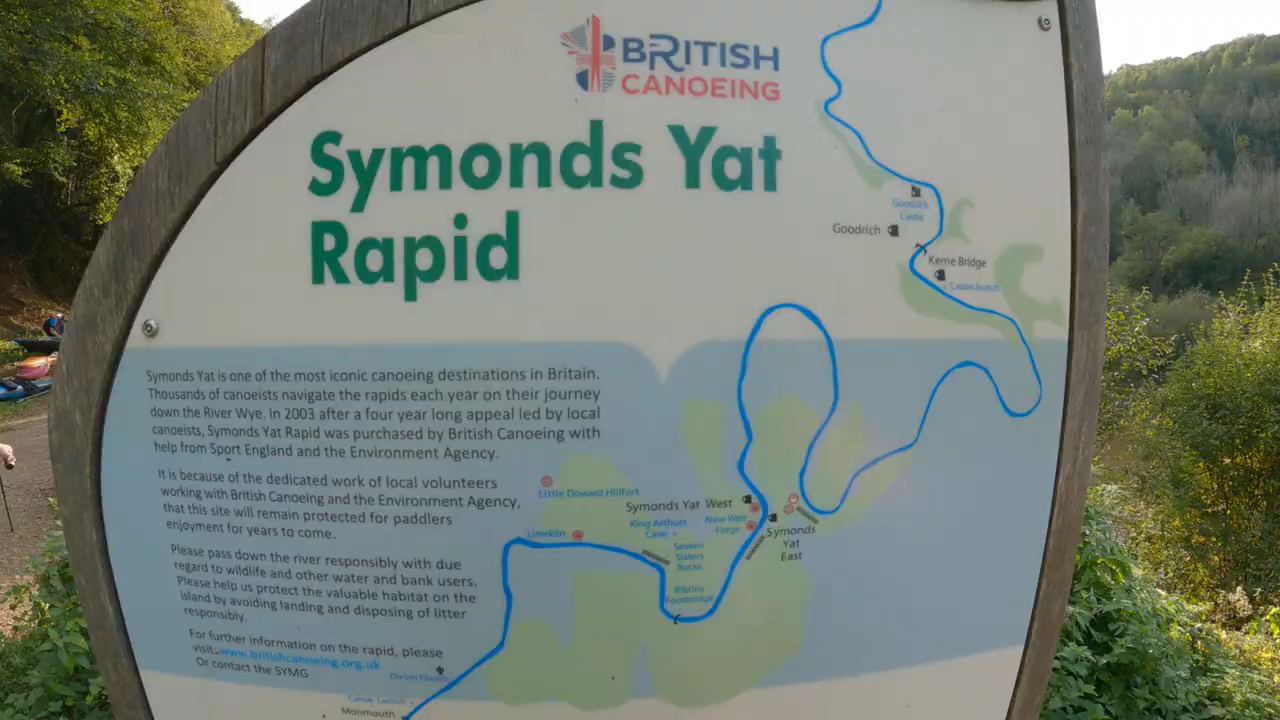 BRITISH
CANOEING
Symonds Yat
Rapid
Symonds Yat is one of the most iconic canoeing destinations in Britain.
Thousands of canoeists navigate the rapids each year on their journey
down the River Wye. In 2003 after a four year long appeal led by local
canoeists, Symonds Yat Rapid was purchased by British Canoeing with
help from Sport England and the Environment Agency.
It is because of the dedicated work of local volunteers
working with British Canoeing and the Environment Agency,
that this site will remain protected for paddlers
enjoyment for years to come.
Please pass down the river responsibly with due
regard to wildlife and other water and bank users.
Please help us protect the valuable habitat on the
island by avoiding landing and disposing of litter
responsibly.
For further information on the rapid, please
visit: www.britishcanoeing.org.uk
Or contact the SYMG
Goodrich
Castle
Goodrich
Kerne Bridge
Canoe launch
Little Doward Hillfort
Symonds Yat West
King Arthurs
Cave
New Weir
Forge
Limekiln
Symonds
Yat
East
Severn
Sisters
Rocks
Biblins
Footbridge
Canoe Launch
Monmouth